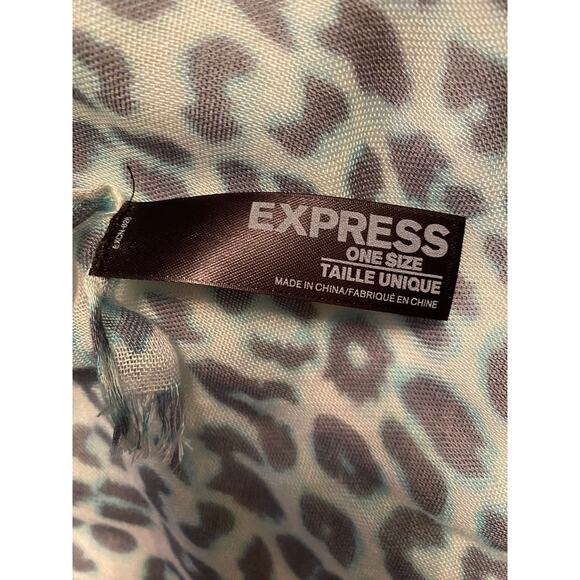 EXPRESS
ONE SIZE
TAILLE UNIQUE
MADE IN CHINA/FABRIQUÉ EN CHINE